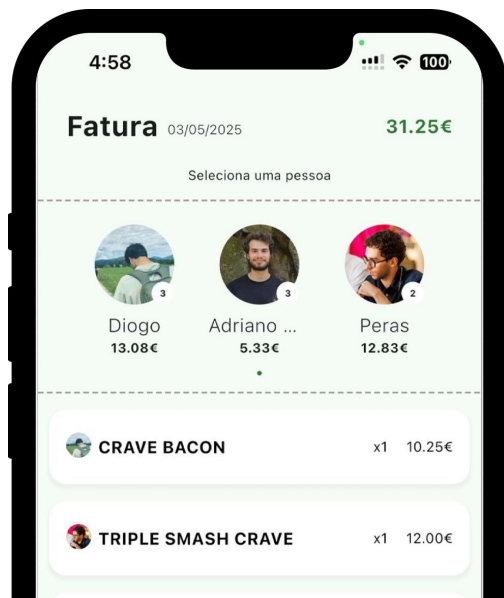 4:58 100
Fatura 03/05/2025 31.25€
Seleciona uma pessoa
3 3 2
Diogo Adriano ... Peras
13.08€ 5.33€ 12.83€
CRAVE BACON x1 10.25€
TRIPLE SMASH CRAVE x1 12.00€